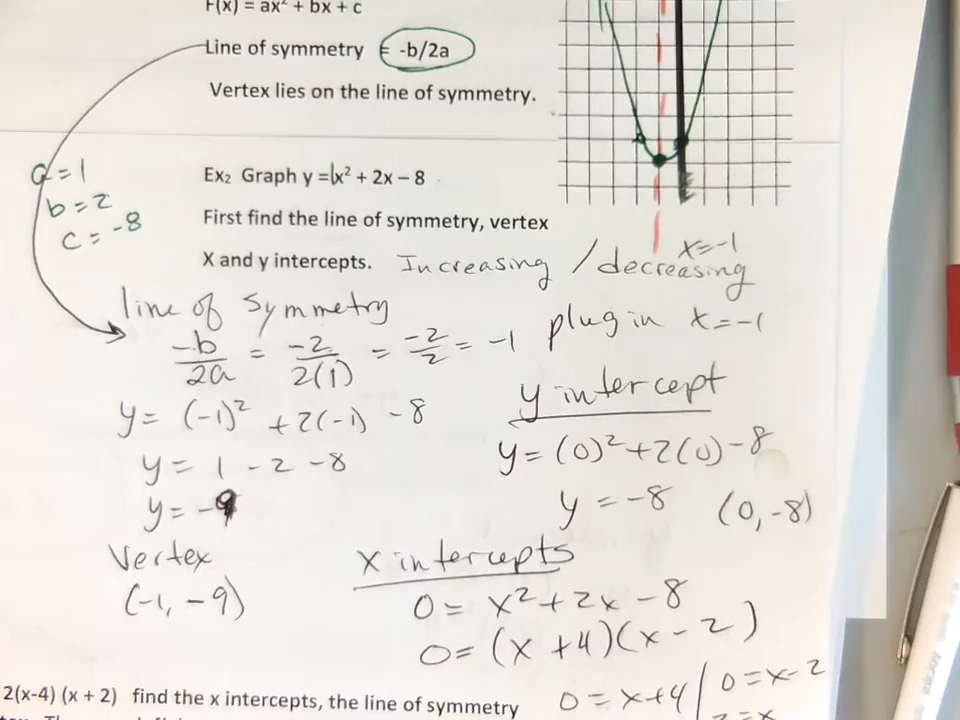 F(x) = ax² + bx + c
Line of symmetry = -b/2a
Vertex lies on the line of symmetry.
a = 1
b = 2
c = -8
Ex₂ Graph y = 1x² + 2x – 8
First find the line of symmetry, vertex
x = -1
X and y intercepts. Increasing / decreasing
line of symmetry
-b/2a = -2/2(1) = -2/2 = -1 plug in x = -1
y intercept
y = (-1)² + 2(-1) - 8
y = (0)² + 2(0) - 8
y = 1 - 2 - 8
y = -8 (0, -8)
y = -9
Vertex
(-1, -9)
x intercepts
0 = x² + 2x - 8
0 = (x + 4)(x - 2)
0 = x + 4 / 0 = x - 2
2(x-4) (x + 2) find the x intercepts, the line of symmetry